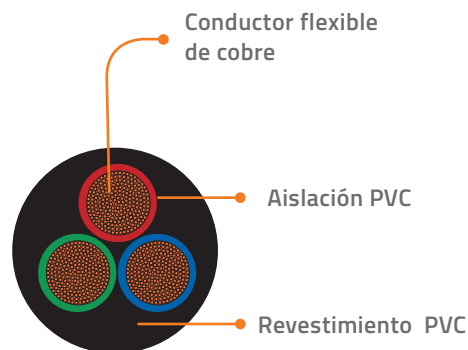 Conductor flexible
de cobre
Aislación PVC
Revestimiento PVC